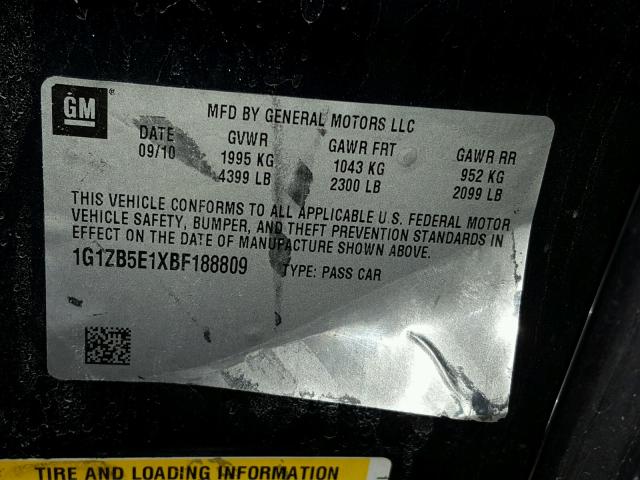 GM ®
MFD BY GENERAL MOTORS LLC
DATE GVWR GAWR FRT GAWR RR
09/10 1995 KG 1043 KG 952 KG
4399 LB 2300 LB 2099 LB
THIS VEHICLE CONFORMS TO ALL APPLICABLE U.S. FEDERAL MOTOR
VEHICLE SAFETY, BUMPER, AND THEFT PREVENTION STANDARDS IN
EFFECT ON THE DATE OF MANUFACTURE SHOWN ABOVE.
1G1ZB5E1XBF188809 TYPE: PASS CAR
TIRE AND LOADING INFORMATION